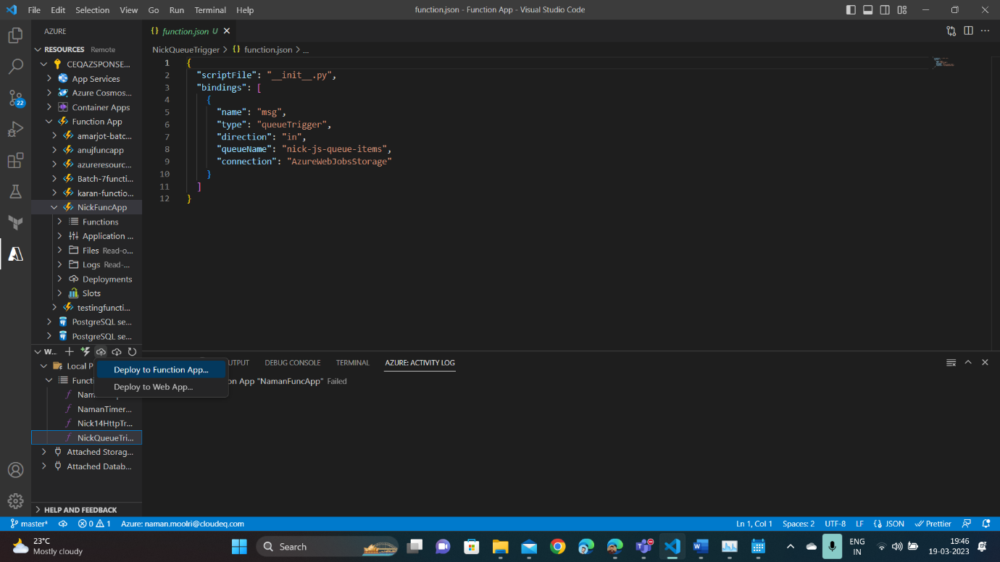 File Edit Selection View Go Run Terminal Help
function.json - Function App - Visual Studio Code
AZURE
RESOURCES Remote
CEQAZSPONSE...
App Services
Azure Cosmos...
Container Apps
Function App
amarjot-batc...
anujfuncapp
azureresourc...
Batch-7functi...
karan-functio...
NickFuncApp
Functions
Application ...
Files Read-o...
Logs Read-...
Deployments
Slots
testingfuncti...
PostgreSQL se...
PostgreSQL se...
W...
Local P
Funct
Nam
NamanTimer...
Nick14HttpTr...
NickQueueTri...
Attached Storag...
Attached Datab...
HELP AND FEEDBACK
22
Deploy to Function App...
Deploy to Web App...
function.json U
NickQueueTrigger > {} function.json > ...
1 {
2 "scriptFile": "__init__.py",
3 "bindings": [
4 {
5 "name": "msg",
6 "type": "queueTrigger",
7 "direction": "in",
8 "queueName": "nick-js-queue-items",
9 "connection": "AzureWebJobsStorage"
10 }
11 ]
12 }
UTPUT DEBUG CONSOLE TERMINAL AZURE: ACTIVITY LOG
on App "NamanFuncApp" Failed
master* 0 1 Azure: naman.moolri@cloudeq.com
Ln 1, Col 1 Spaces: 2 UTF-8 LF {} JSON Prettier
23°C
Mostly cloudy
Search
ENG
IN
19:46
19-03-2023